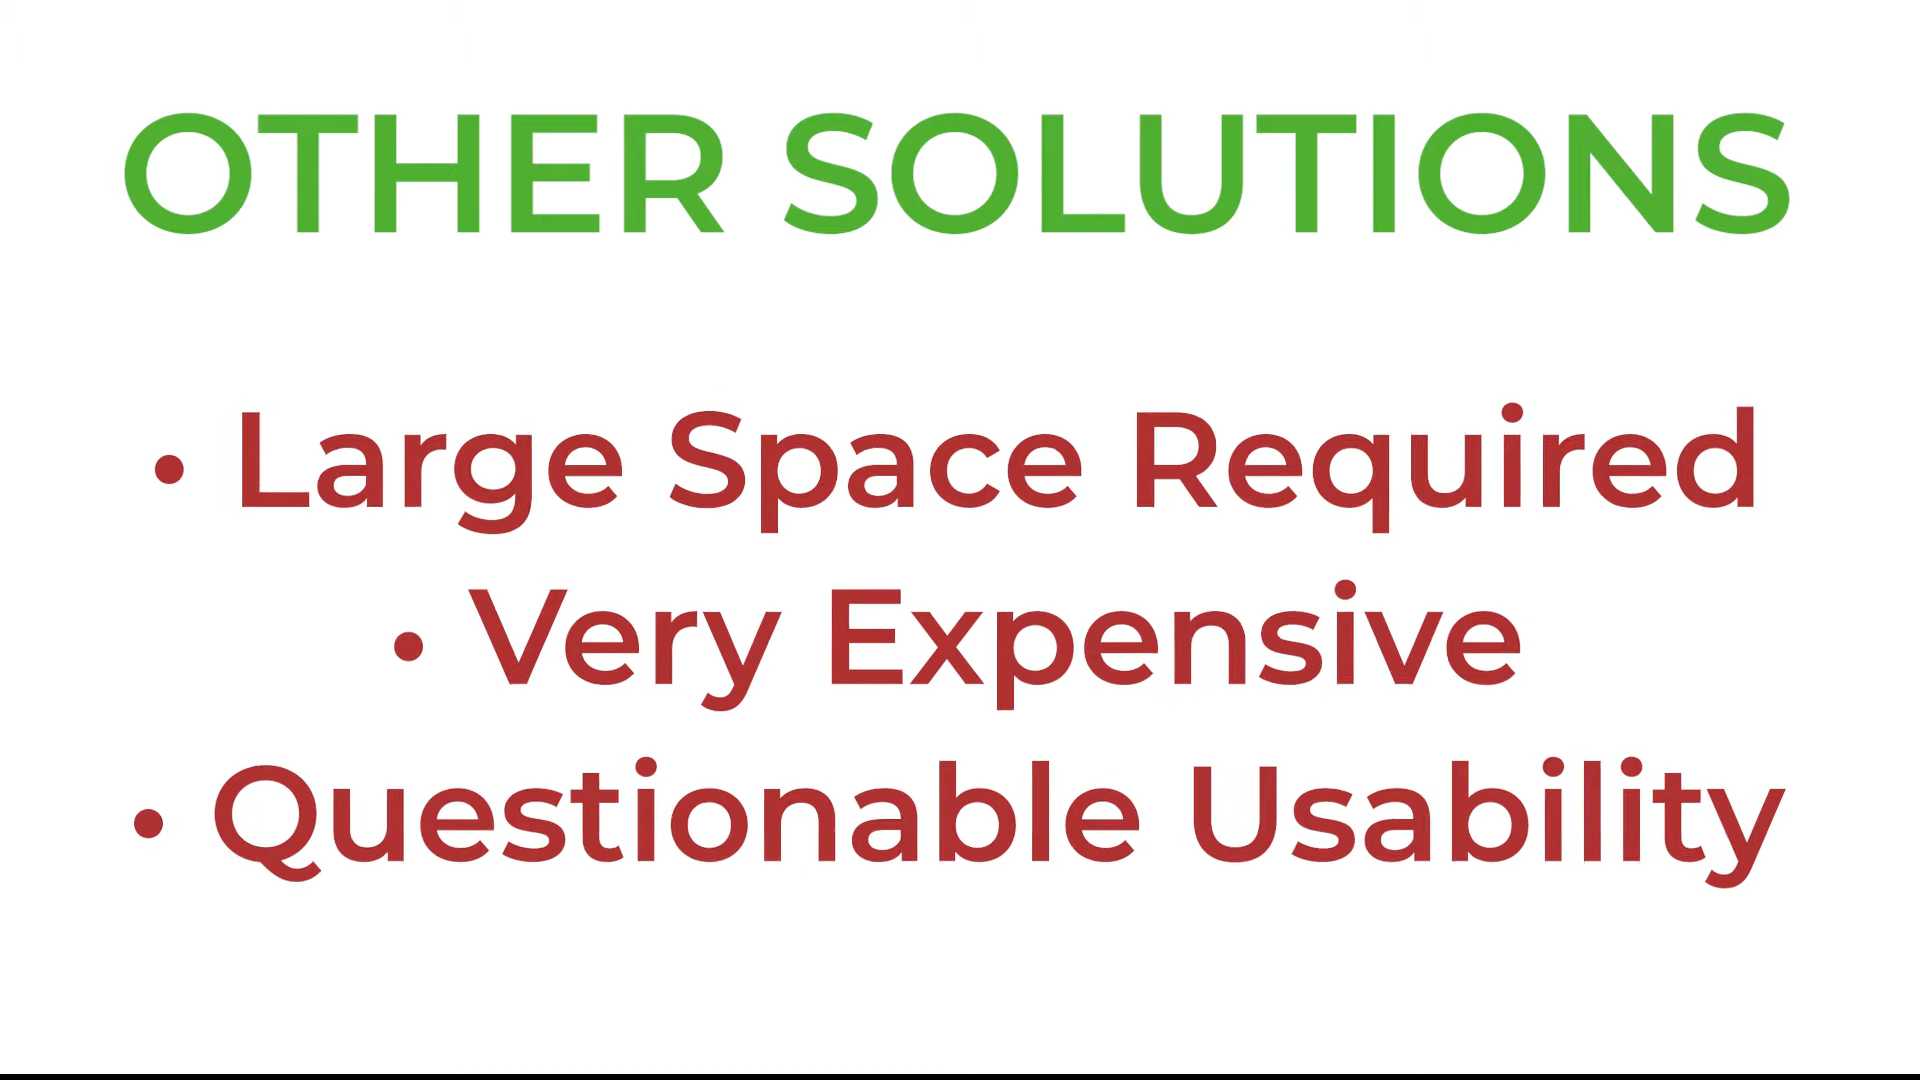 OTHER SOLUTIONS
• Large Space Required
• Very Expensive
• Questionable Usability